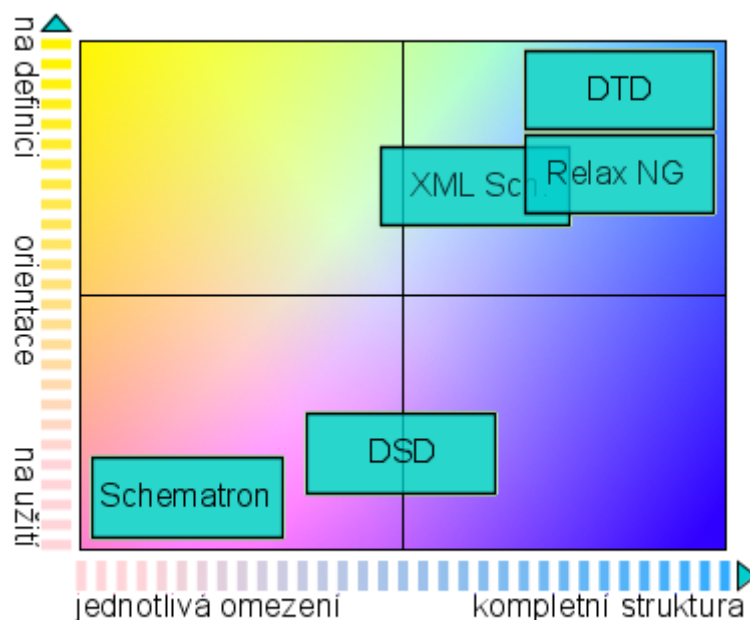 na definici
orientace
na užití
DTD
XML Sch.
Relax NG
DSD
Schematron
jednotlivá omezení
kompletní struktura